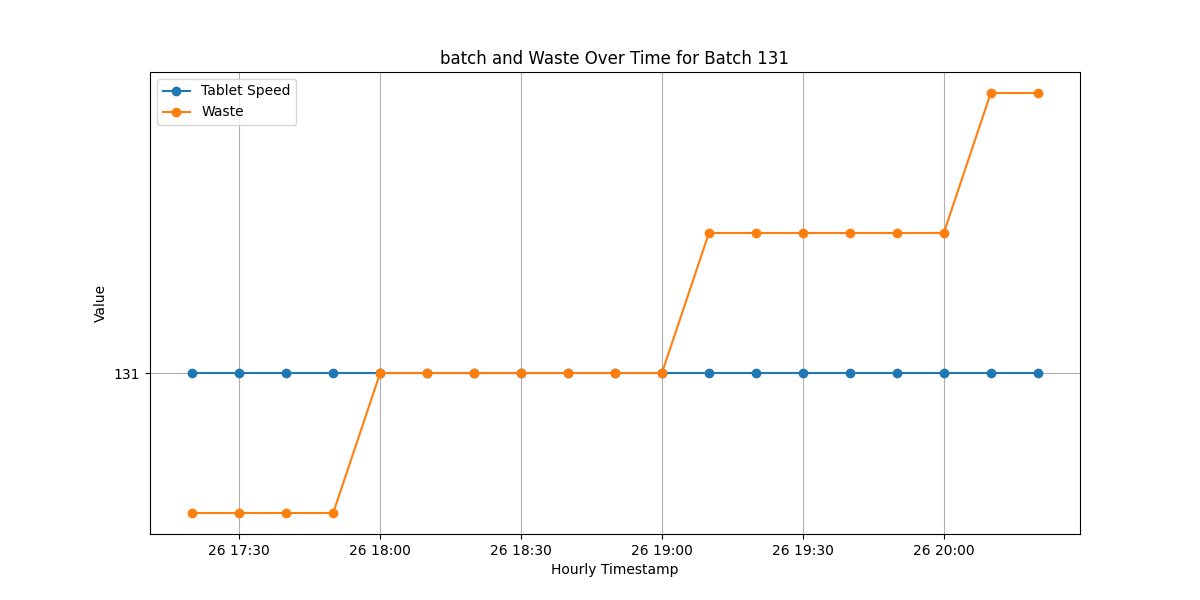 batch and Waste Over Time for Batch 131
Tablet Speed
Waste
Value
131
26 17:30
26 18:00
26 18:30
26 19:00
26 19:30
26 20:00
Hourly Timestamp